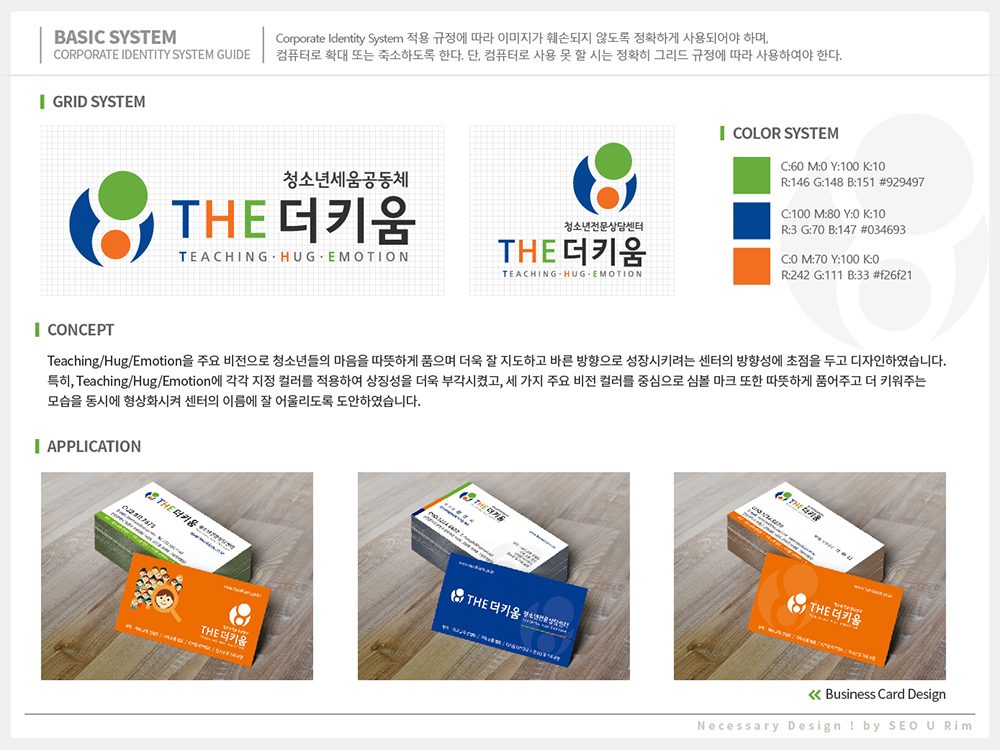 BASIC SYSTEM
CORPORATE IDENTITY SYSTEM GUIDE
Corporate Identity System 적용 규정에 따라 이미지가 훼손되지 않도록 정확하게 사용되어야 하며,
컴퓨터로 확대 또는 축소하도록 한다. 단, 컴퓨터로 사용 못 할 시는 정확히 그리드 규정에 따라 사용하여야 한다.
GRID SYSTEM
청소년세움공동체
THE 더키움
TEACHING·HUG·EMOTION
청소년전문상담센터
THE 더키움
TEACHING·HUG·EMOTION
COLOR SYSTEM
C:60 M:0 Y:100 K:10
R:146 G:148 B:151 #929497
C:100 M:80 Y:0 K:10
R:3 G:70 B:147 #034693
C:0 M:70 Y:100 K:0
R:242 G:111 B:33 #f26f21
CONCEPT
Teaching/Hug/Emotion을 주요 비전으로 청소년들의 마음을 따뜻하게 품으며 더욱 잘 지도하고 바른 방향으로 성장시키려는 센터의 방향성에 초점을 두고 디자인하였습니다.
특히, Teaching/Hug/Emotion에 각각 지정 컬러를 적용하여 상징성을 더욱 부각시켰고, 세 가지 주요 비전 컬러를 중심으로 심볼 마크 또한 따뜻하게 품어주고 더 키워주는
모습을 동시에 형상화시켜 센터의 이름에 잘 어울리도록 도안하였습니다.
APPLICATION
THE 더키움
THE 더키움
THE 더키움
THE 더키움
THE 더키움 청소년전문상담센터
THE 더키움
Business Card Design
Necessary Design ! by SEO U Rim